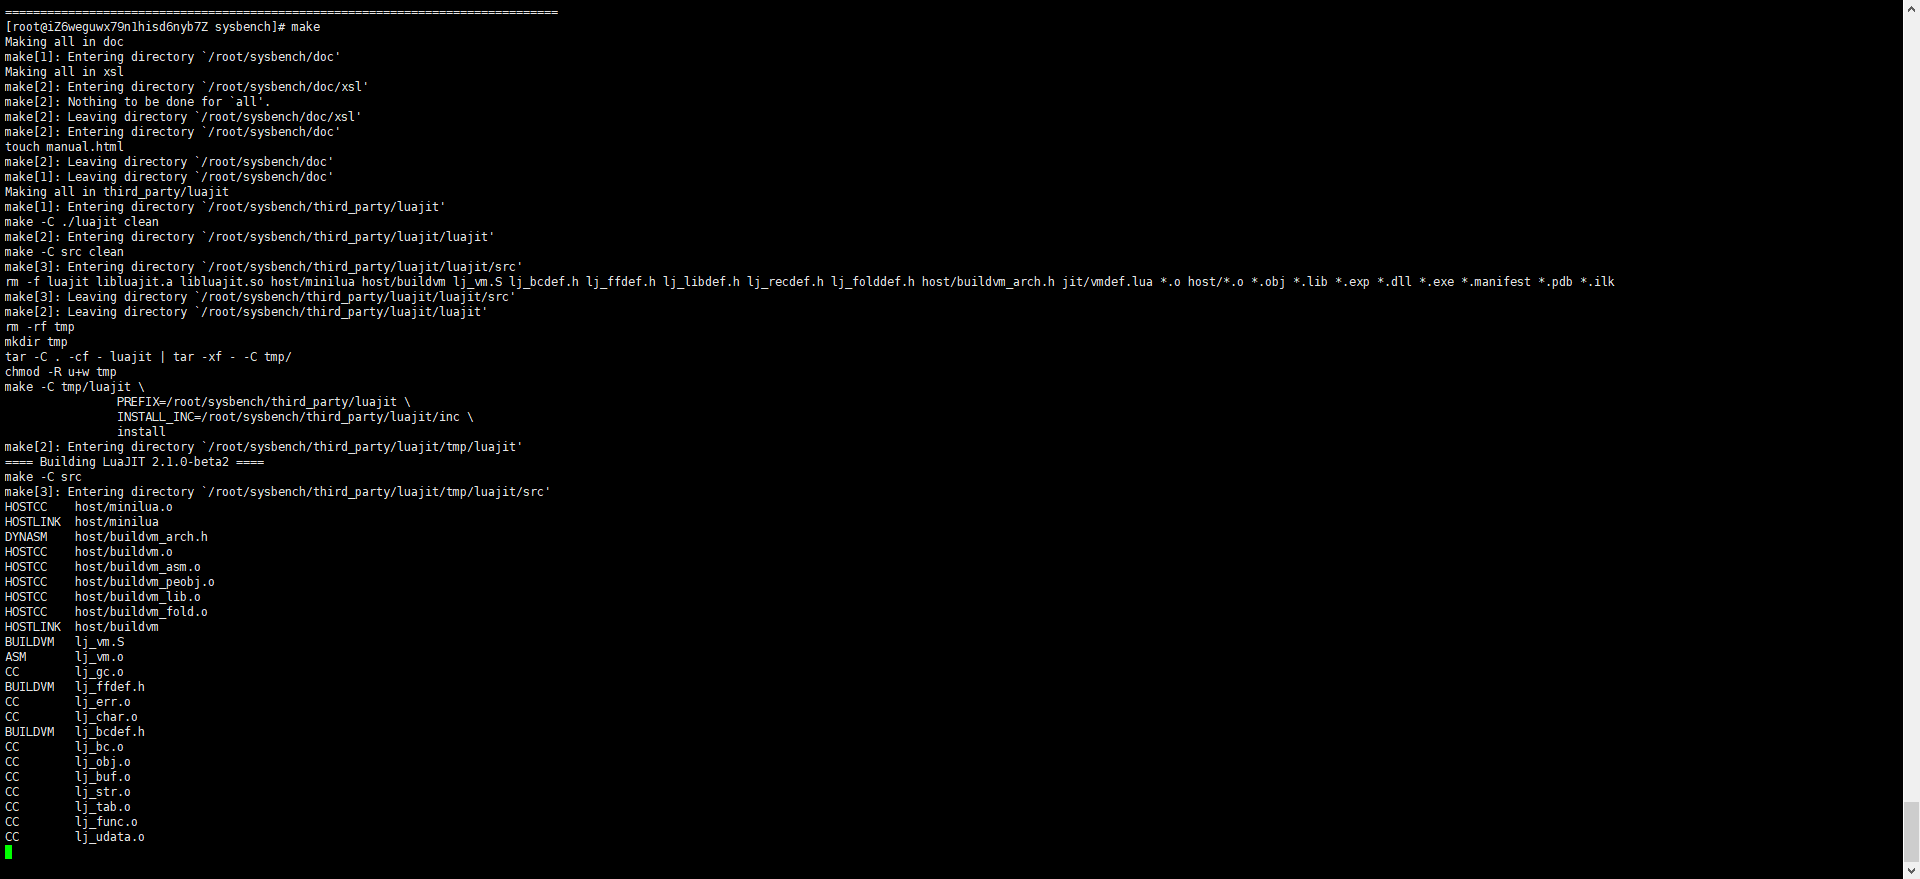 ===============================================================================
[root@iZ6weguwx79n1hisd6nyb7Z sysbench]# make
Making all in doc
make[1]: Entering directory `/root/sysbench/doc'
Making all in xsl
make[2]: Entering directory `/root/sysbench/doc/xsl'
make[2]: Nothing to be done for `all'.
make[2]: Leaving directory `/root/sysbench/doc/xsl'
make[2]: Entering directory `/root/sysbench/doc'
touch manual.html
make[2]: Leaving directory `/root/sysbench/doc'
make[1]: Leaving directory `/root/sysbench/doc'
Making all in third_party/luajit
make[1]: Entering directory `/root/sysbench/third_party/luajit'
make -C ./luajit clean
make[2]: Entering directory `/root/sysbench/third_party/luajit/luajit'
make -C src clean
make[3]: Entering directory `/root/sysbench/third_party/luajit/luajit/src'
rm -f luajit libluajit.a libluajit.so host/minilua host/buildvm lj_vm.S lj_bcdef.h lj_ffdef.h lj_libdef.h lj_recdef.h lj_folddef.h host/buildvm_arch.h jit/vmdef.lua *.o host/*.o *.obj *.lib *.exp *.dll *.exe *.manifest *.pdb *.ilk
make[3]: Leaving directory `/root/sysbench/third_party/luajit/luajit/src'
make[2]: Leaving directory `/root/sysbench/third_party/luajit/luajit'
rm -rf tmp
mkdir tmp
tar -C . -cf - luajit | tar -xf - -C tmp/
chmod -R u+w tmp
make -C tmp/luajit \
                PREFIX=/root/sysbench/third_party/luajit \
                INSTALL_INC=/root/sysbench/third_party/luajit/inc \
                install
make[2]: Entering directory `/root/sysbench/third_party/luajit/tmp/luajit'
==== Building LuaJIT 2.1.0-beta2 ====
make -C src
make[3]: Entering directory `/root/sysbench/third_party/luajit/tmp/luajit/src'
HOSTCC    host/minilua.o
HOSTLINK  host/minilua
DYNASM    host/buildvm_arch.h
HOSTCC    host/buildvm.o
HOSTCC    host/buildvm_asm.o
HOSTCC    host/buildvm_peobj.o
HOSTCC    host/buildvm_lib.o
HOSTCC    host/buildvm_fold.o
HOSTLINK  host/buildvm
BUILDVM   lj_vm.S
ASM       lj_vm.o
CC        lj_gc.o
BUILDVM   lj_ffdef.h
CC        lj_err.o
CC        lj_char.o
BUILDVM   lj_bcdef.h
CC        lj_bc.o
CC        lj_obj.o
CC        lj_buf.o
CC        lj_str.o
CC        lj_tab.o
CC        lj_func.o
CC        lj_udata.o